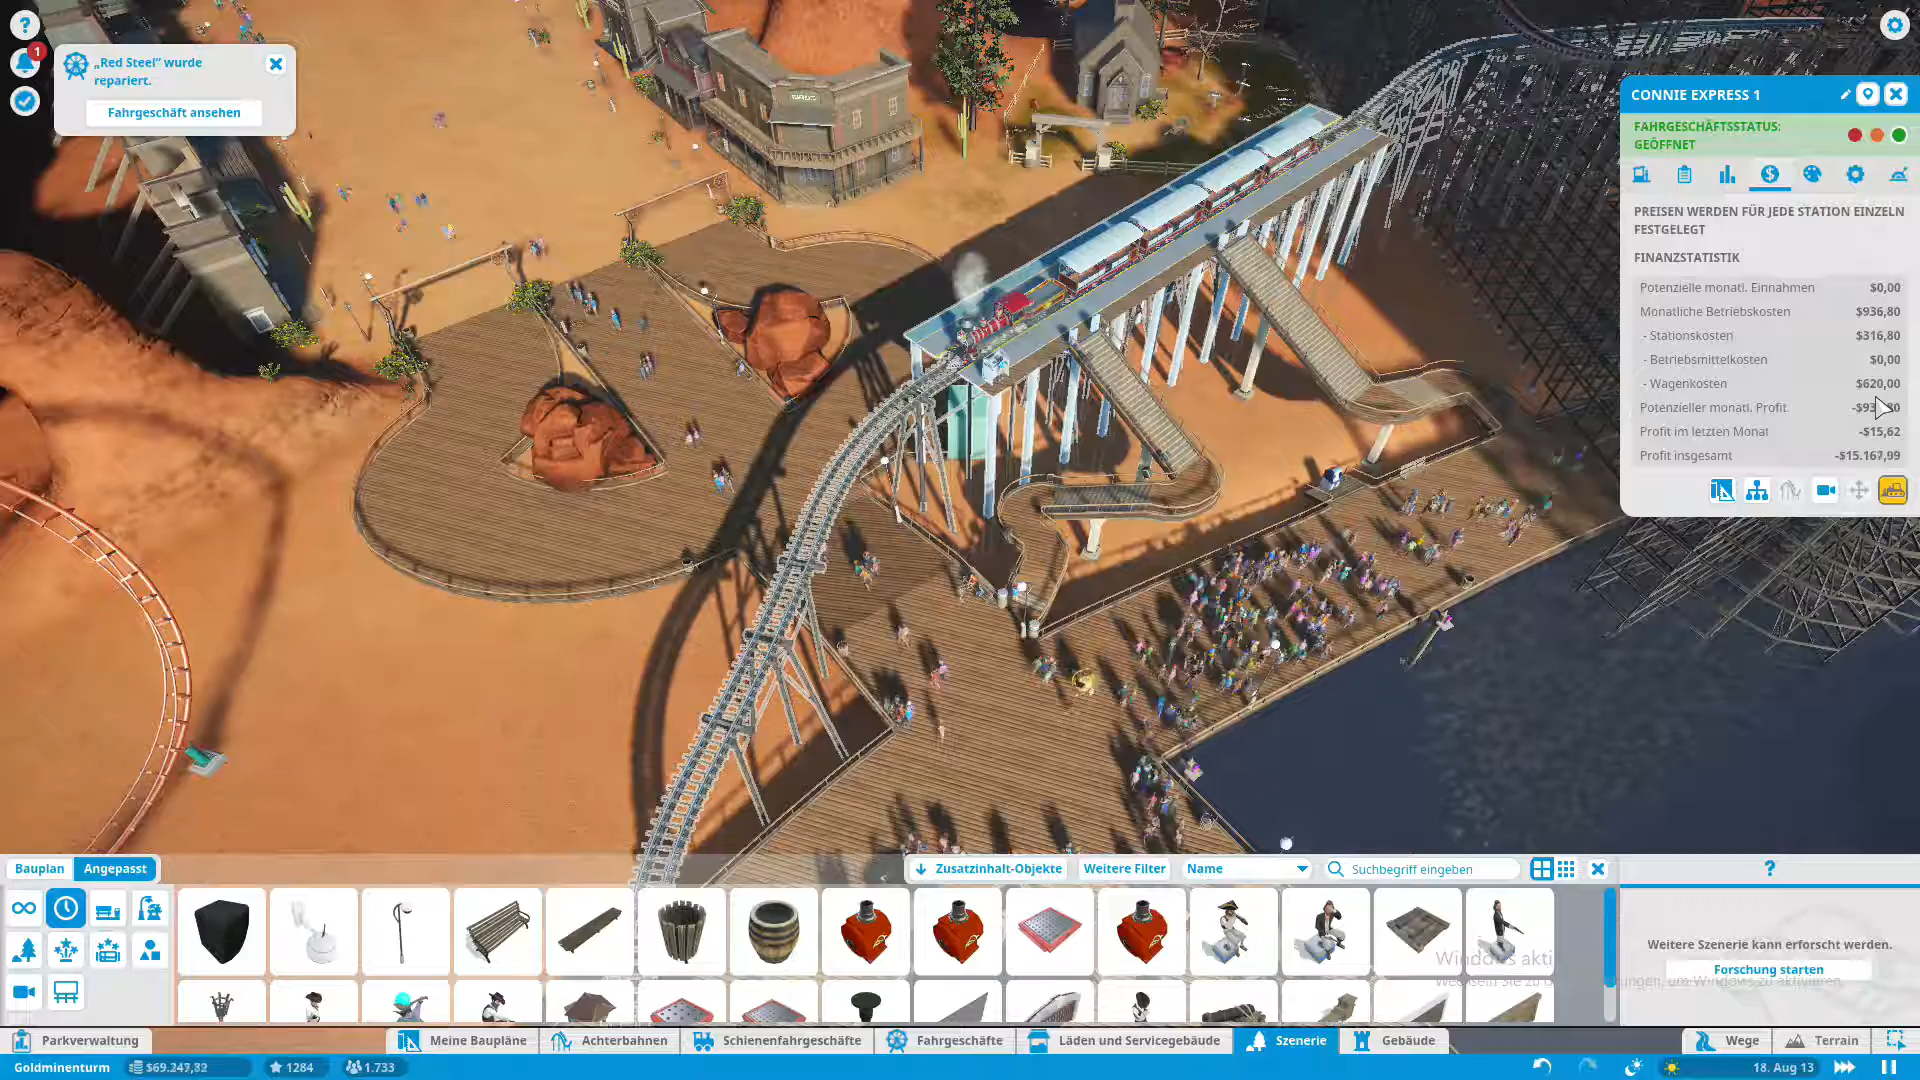 ?
1
„Red Steel“ wurde
repariert.
Fahrgeschäft ansehen
CONNIE EXPRESS 1
FAHRGESCHÄFTSSTATUS:
GEÖFFNET
PREISEN WERDEN FÜR JEDE STATION EINZELN
FESTGELEGT
FINANZSTATISTIK
Potenzielle monatl. Einnahmen $0,00
Monatliche Betriebskosten $936,80
- Stationskosten $316,80
- Betriebsmittelkosten $0,00
- Wagenkosten $620,00
Potenzieller monatl. Profit
Profit im letzten Monat -$15,62
Profit insgesamt -$15.167,99
Bauplan Angepasst
Zusatzinhalt-Objekte Weitere Filter Name Suchbegriff eingeben
?
Weitere Szenerie kann erforscht werden.
Forschung starten
Windows akti
Parkverwaltung Meine Baupläne Achterbahnen Schienenfahrgeschäfte Fahrgeschäfte Läden und Servicegebäude Szenerie Gebäude Wege Terrain
Goldminenturm $69.247,32 1284 1.733 18. Aug 13